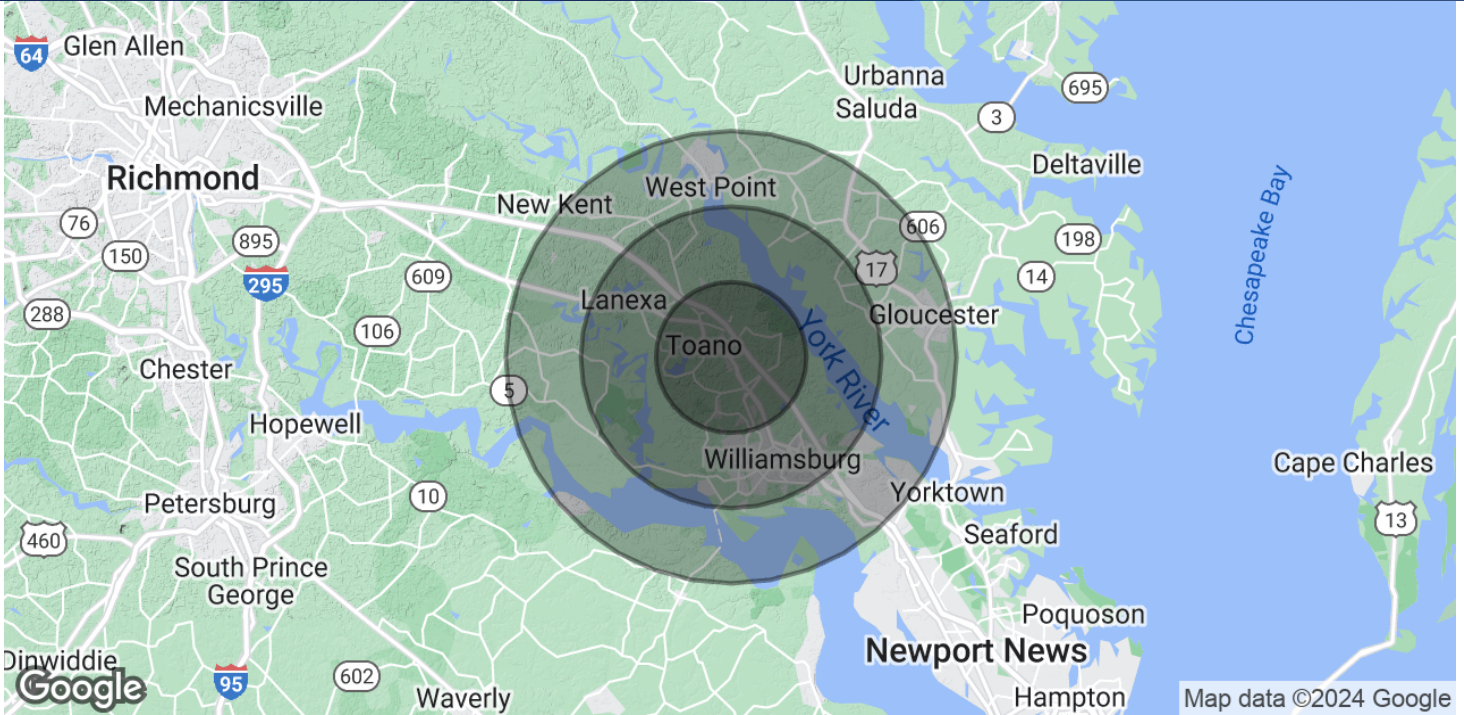 64
Glen Allen
Urbanna
695
Mechanicsville
Saluda
3
Richmond
Deltaville
West Point
New Kent
76
606
895
198
150
Chesapeake Bay
17
609
14
295
Lanexa
288
Gloucester
106
Toano
York River
Chester
5
Hopewell
Williamsburg
Cape Charles
Yorktown
10
Petersburg
13
460
Seaford
South Prince
George
Poquoson
Newport News
Dinwiddie
602
95
Google
Waverly
Hampton
Map data ©2024 Google